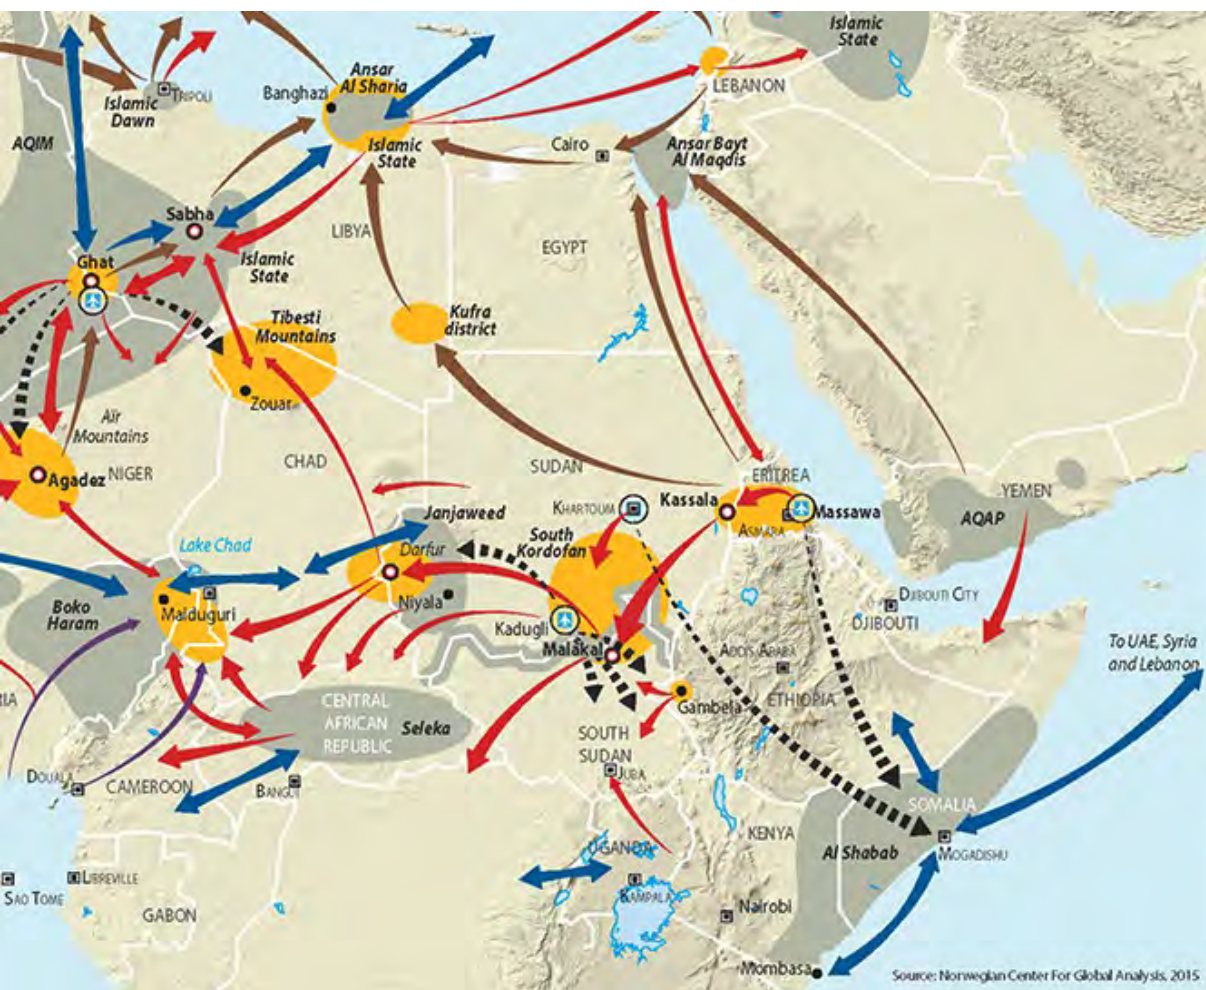 Islamic
State
Ansar
Al Sharia
LEBANON
Banghazi
TRIPOLI
Islamic
Dawn
AQIM
Cairo
Islamic
State
Ansar Bayt
Al Maqdis
Sabha
LIBYA
EGYPT
Ghat
Islamic
State
Tibesti
Mountains
Kufra
district
Zouar
Aïr
Mountains
CHAD
SUDAN
NIGER
Agadez
ERITREA
YEMEN
Kassala
Massawa
KHARTOUM
ASMARA
AQAP
Janjaweed
South
Kordofan
Lake Chad
Darfur
Niyala
DJIBOUTI CITY
DJIBOUTI
Boko
Haram
Maiduguri
Kadugli
Malakal
ADDIS ABABA
To UAE, Syria
and Lebanon
RIA
CENTRAL
AFRICAN
REPUBLIC
Seleka
Gambela
ETHIOPIA
SOUTH
SUDAN
JUBA
DOUALA
CAMEROON
BANGUI
SOMALIA
KENYA
UGANDA
Al Shabab
MOGADISHU
LIBREVILLE
KAMPALA
SAO TOME
GABON
Nairobi
Mombasa
Source: Norwegian Center For Global Analysis, 2015